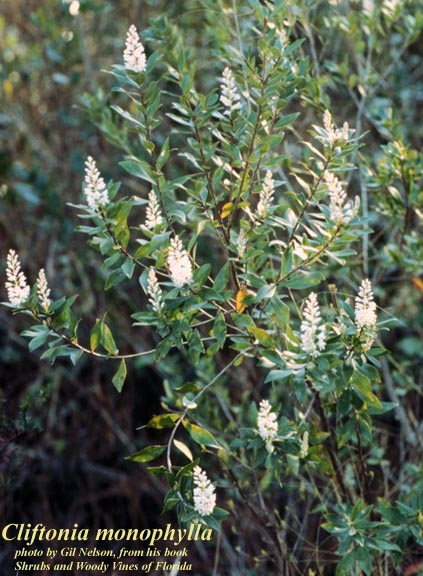 Cliftonia monophylla
photo by Gil Nelson, from his book
Shrubs and Woody Vines of Florida